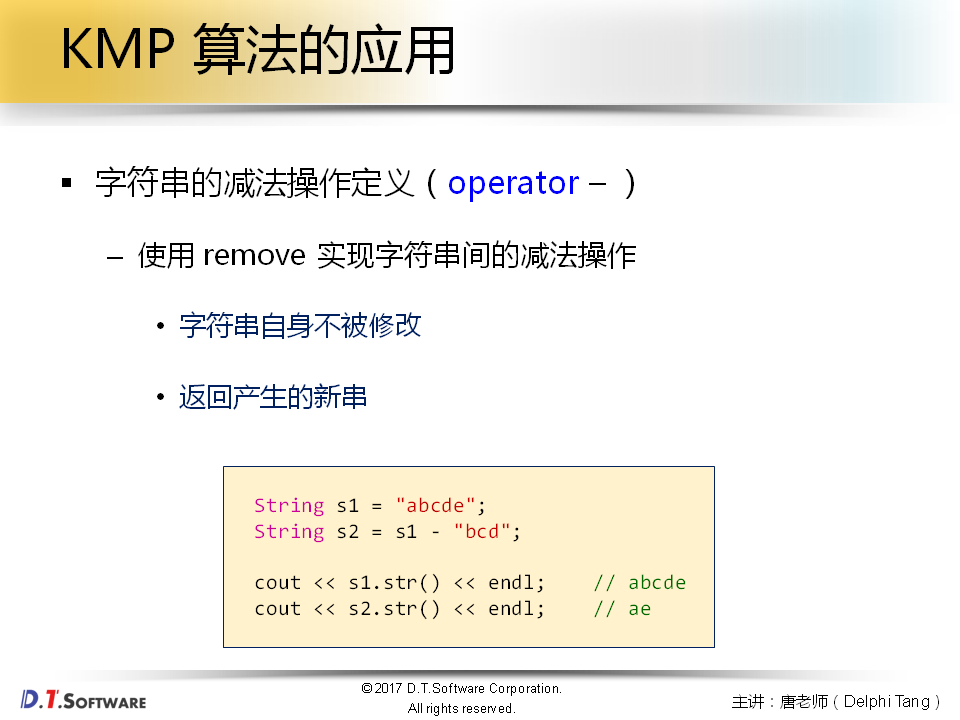 KMP 算法的应用
▪ 字符串的减法操作定义（operator – ）
– 使用 remove 实现字符串间的减法操作
• 字符串自身不被修改
• 返回产生的新串
String s1 = "abcde";
String s2 = s1 - "bcd";
cout << s1.str() << endl;    // abcde
cout << s2.str() << endl;    // ae
D.T.SOFTWARE
©2017 D.T.Software Corporation.
All rights reserved.
主讲：唐老师（Delphi Tang）